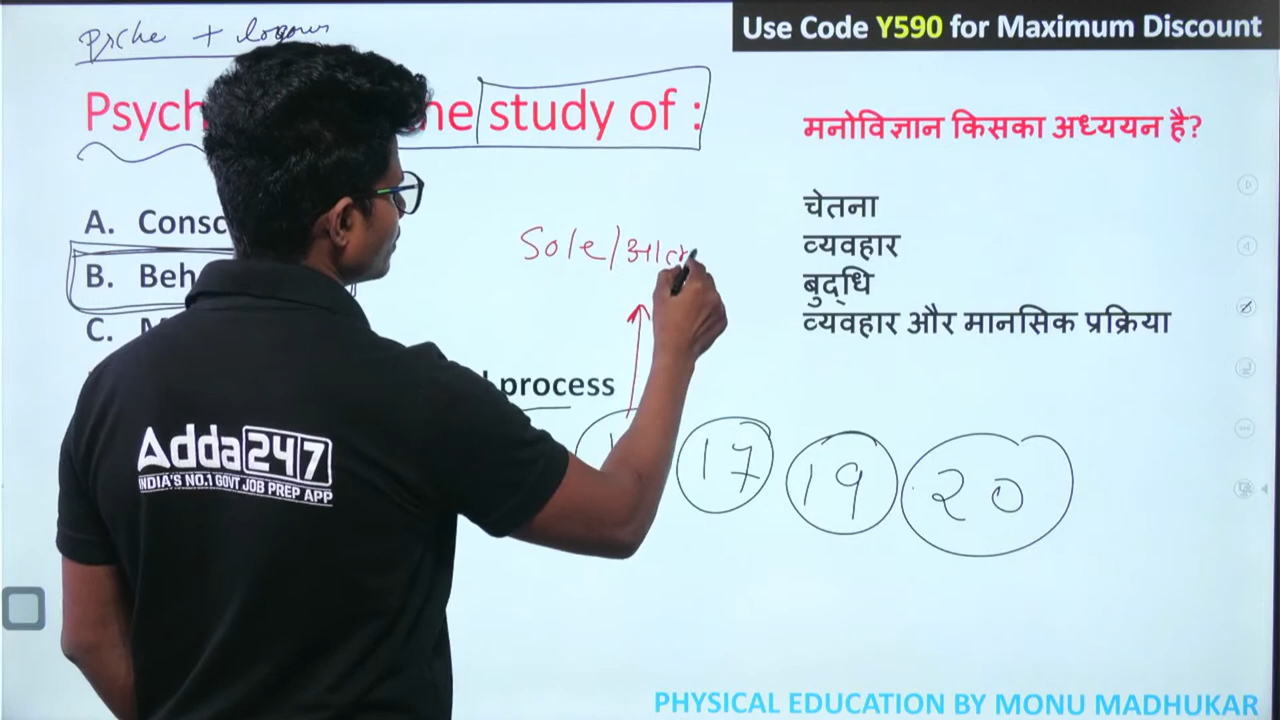 Use Code Y590 for Maximum Discount
psche + logous
Psych ne study of :
मनोविज्ञान किसका अध्ययन है?
A. Consc
B. Beh
C. M
process
Sole/आत्म
चेतना
व्यवहार
बुद्धि
व्यवहार और मानसिक प्रक्रिया
17 19 20
Adda247
INDIA'S NO.1 GOVT JOB PREP APP
PHYSICAL EDUCATION BY MONU MADHUKAR